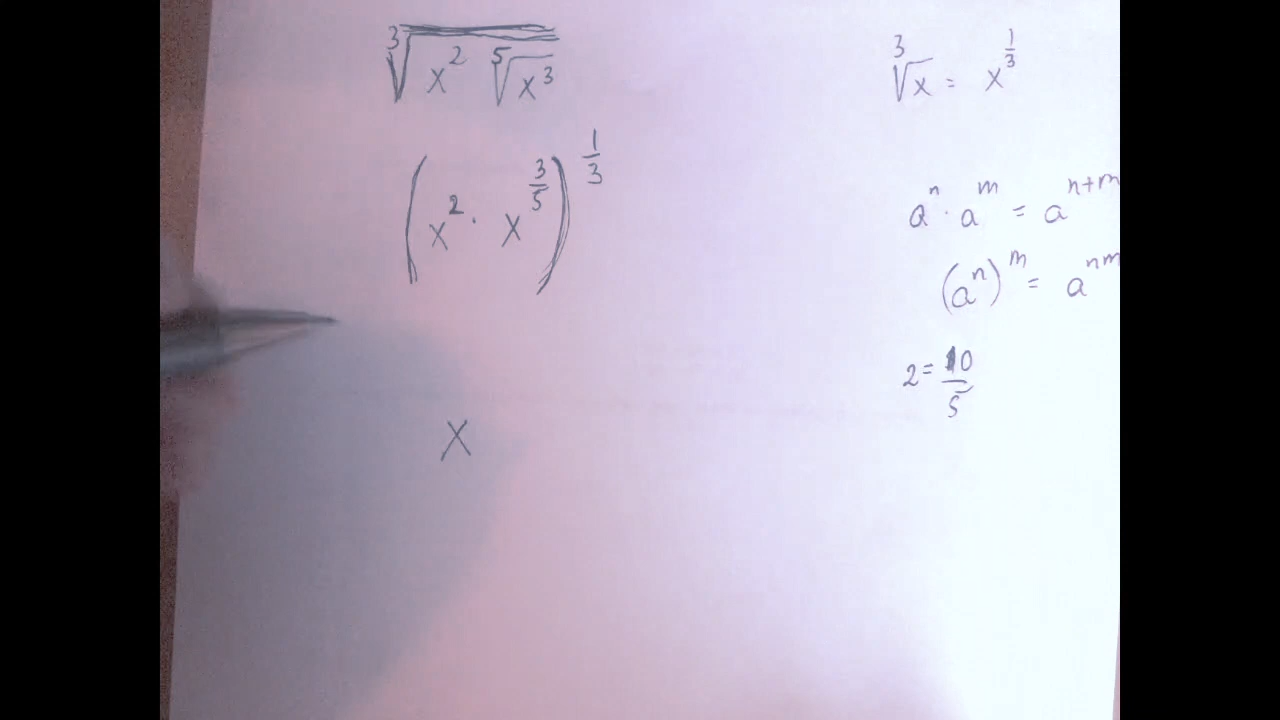 ∛(x² ⁵√(x³))
(x² · x^(3/5))^(1/3)
x
∛x = x^(1/3)
aⁿ · aᵐ = aⁿ⁺ᵐ
(aⁿ)ᵐ = aⁿᵐ
2 = 10/5